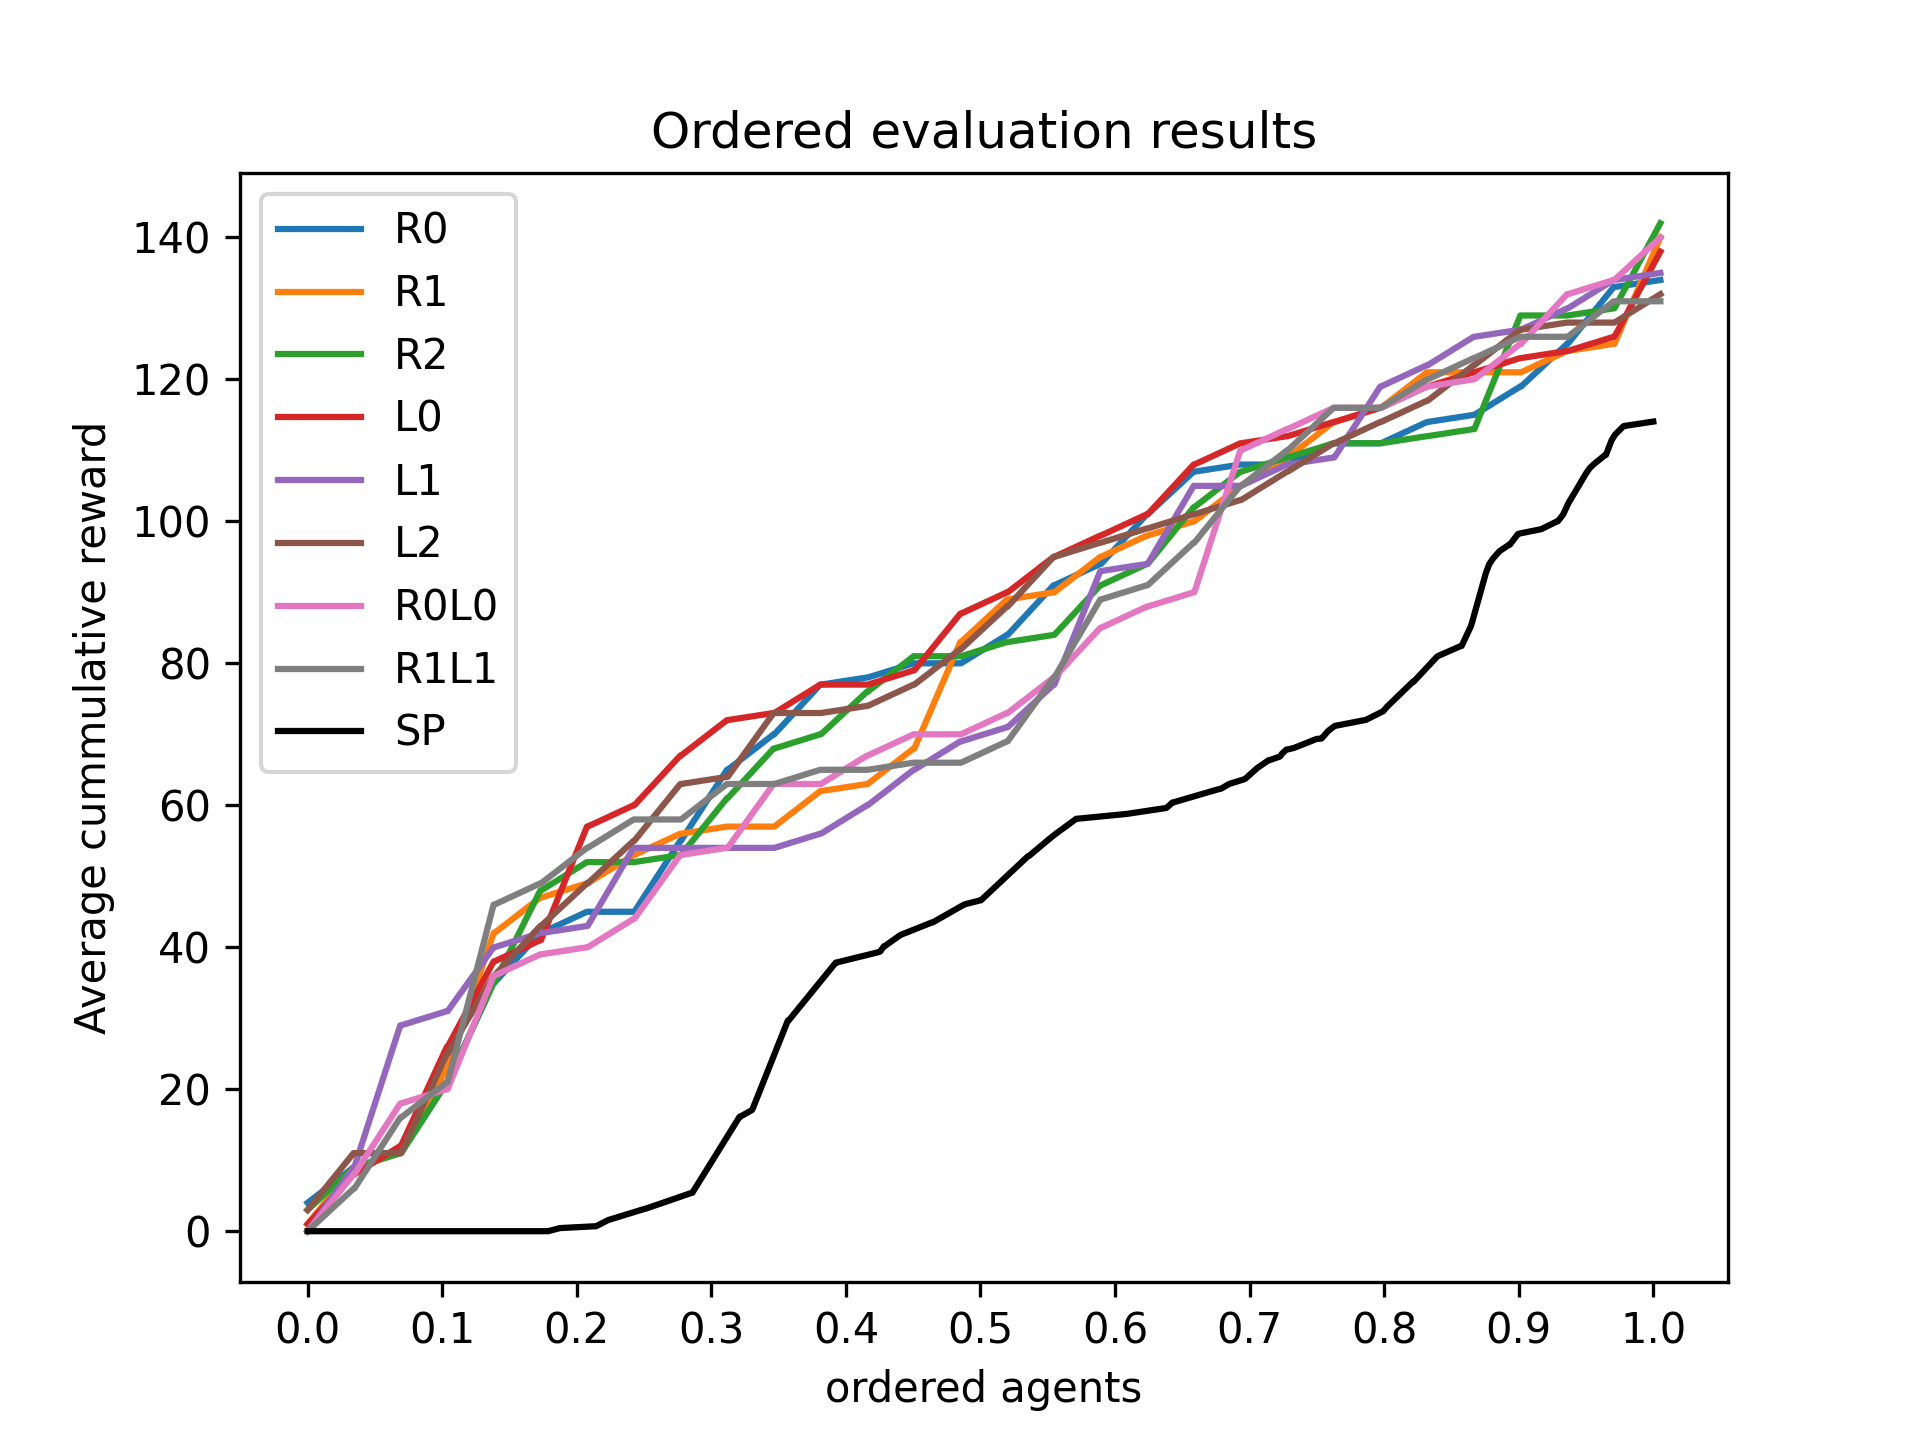 Ordered evaluation results
Average cummulative reward
140
120
100
80
60
40
20
0
R0
R1
R2
L0
L1
L2
R0L0
R1L1
SP
0.0 0.1 0.2 0.3 0.4 0.5 0.6 0.7 0.8 0.9 1.0
ordered agents